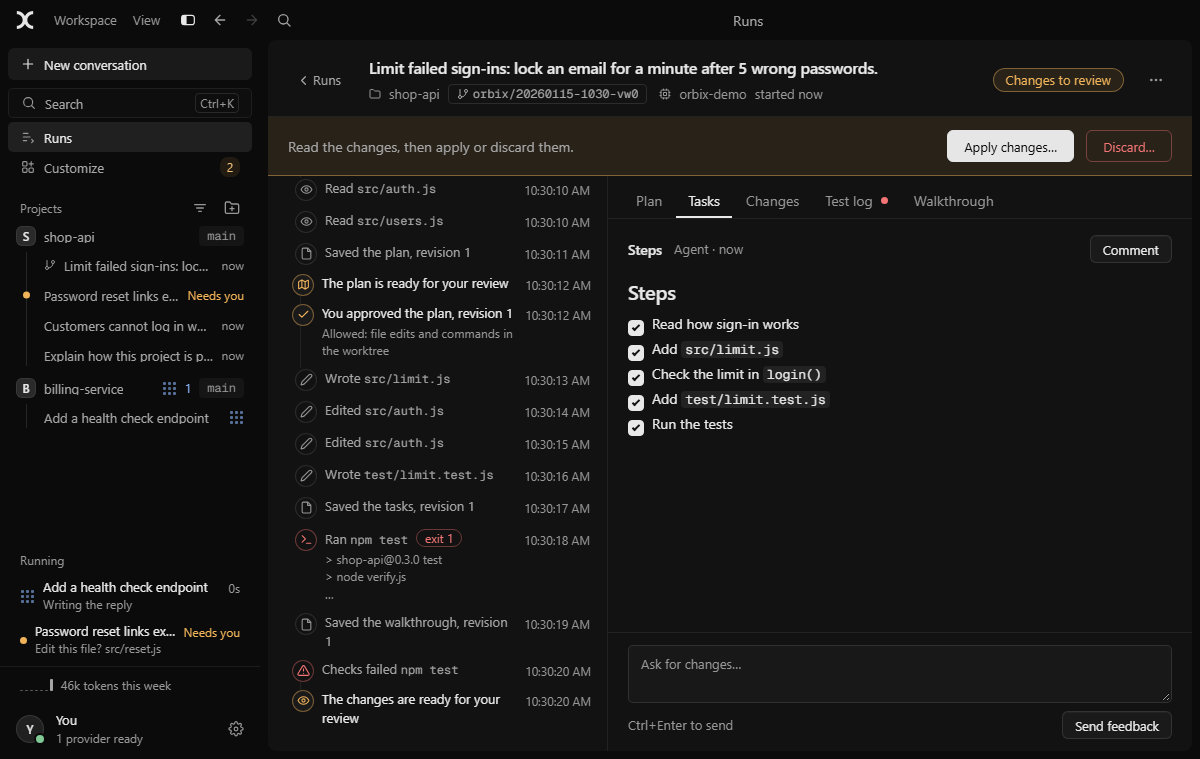 Workspace View
Runs
New conversation
Search Ctrl+K
Runs
Customize 2
Projects
S shop-api main
Limit failed sign-ins: loc... now
Password reset links e... Needs you
Customers cannot log in w... now
Explain how this project is p... now
B billing-service 1 main
Add a health check endpoint
Running
Add a health check endpoint 0s
Writing the reply
Password reset links ex... Needs you
Edit this file? src/reset.js
46k tokens this week
Y You
1 provider ready
Runs
Limit failed sign-ins: lock an email for a minute after 5 wrong passwords.
shop-api orbix/20260115-1030-vw0 orbix-demo started now
Changes to review
Read the changes, then apply or discard them.
Apply changes... Discard...
Read src/auth.js 10:30:10 AM
Read src/users.js 10:30:10 AM
Saved the plan, revision 1 10:30:11 AM
The plan is ready for your review 10:30:12 AM
You approved the plan, revision 1 10:30:12 AM
Allowed: file edits and commands in
the worktree
Wrote src/limit.js 10:30:13 AM
Edited src/auth.js 10:30:14 AM
Edited src/auth.js 10:30:15 AM
Wrote test/limit.test.js 10:30:16 AM
Saved the tasks, revision 1 10:30:17 AM
Ran npm test exit 1 10:30:18 AM
> shop-api@0.3.0 test
> node verify.js
...
Saved the walkthrough, revision 10:30:19 AM
1
Checks failed npm test 10:30:20 AM
The changes are ready for your 10:30:20 AM
review
Plan Tasks Changes Test log Walkthrough
Steps Agent · now Comment
Steps
Read how sign-in works
Add src/limit.js
Check the limit in login()
Add test/limit.test.js
Run the tests
Ask for changes...
Ctrl+Enter to send Send feedback